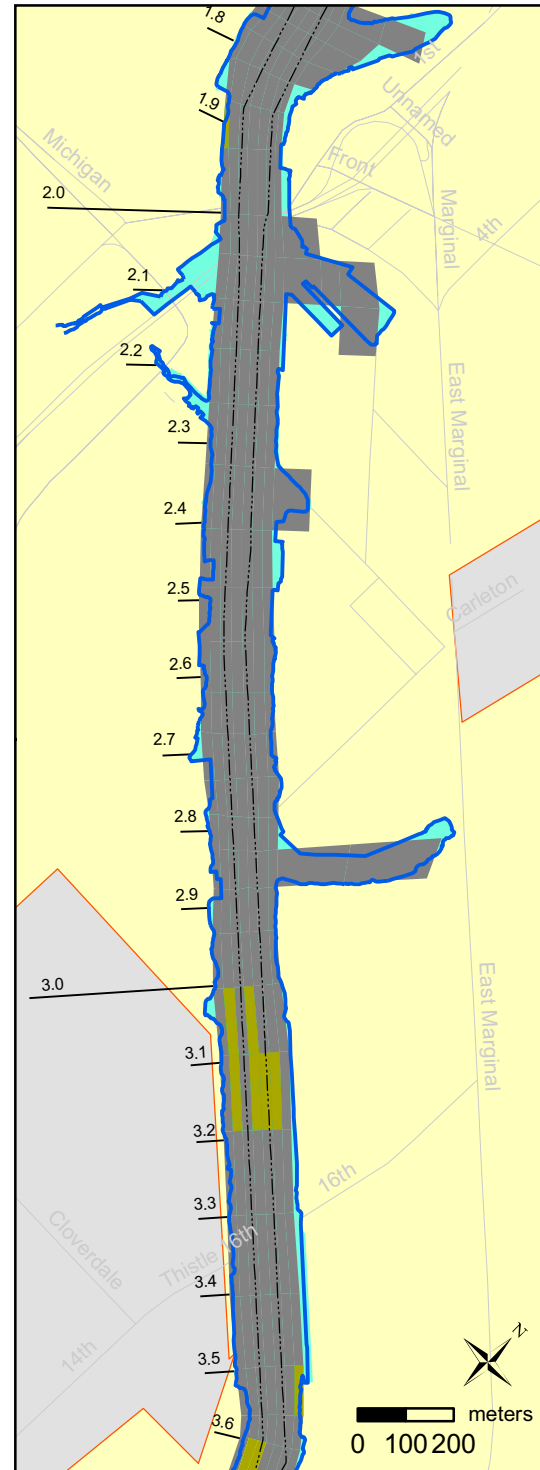 1.8
1st
1.9
Unnamed
Michigan
Front
2.0
Marginal
4th
2.1
2.2
East Marginal
2.3
2.4
2.5
Carleton
2.6
2.7
2.8
2.9
3.0
East Marginal
3.1
3.2
16th
3.3
Cloverdale
Thistle 16th
3.4
14th
3.5
N
3.6
meters
0 100 200